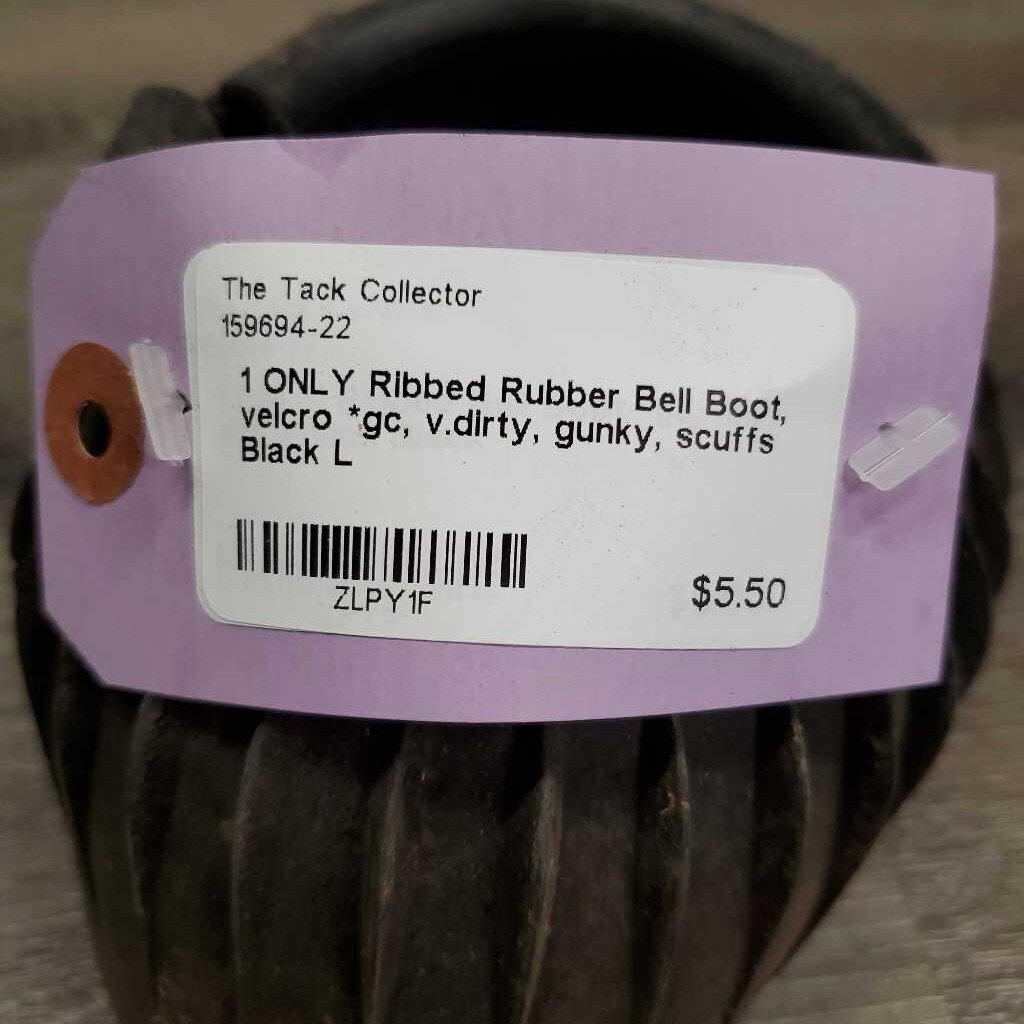 The Tack Collector
159694-22
1 ONLY Ribbed Rubber Bell Boot,
velcro *gc, v.dirty, gunky, scuffs
Black L
ZLPY1F
$5.50